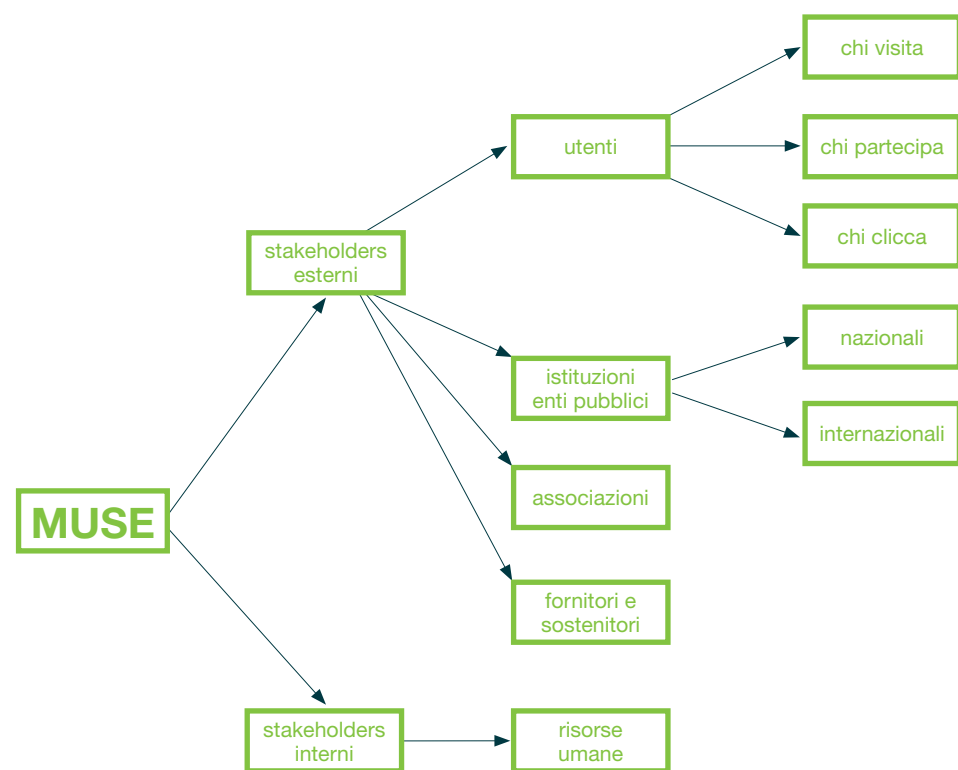 chi visita
utenti
chi partecipa
chi clicca
stakeholders
esterni
nazionali
istituzioni
enti pubblici
internazionali
associazioni
MUSE
fornitori e
sostenitori
stakeholders
interni
risorse
umane